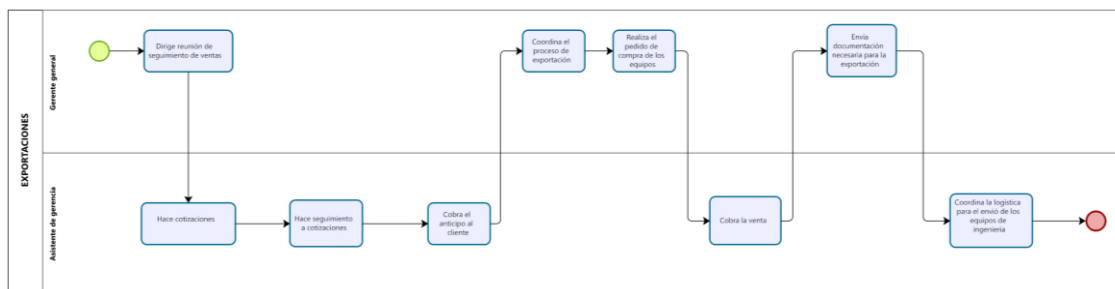 EXPORTACIONES
Gerente general
Dirige reunión de
seguimiento de ventas
Coordina el
proceso de
exportación
Realiza el
pedido de
compra de los
equipos
Envía
documentación
necesaria para la
exportación
Asistente de gerencia
Hace cotizaciones
Hace seguimiento
a cotizaciones
Cobra el
anticipo al
cliente
Cobra la venta
Coordina la logística
para el envió de los
equipos de
ingeniería